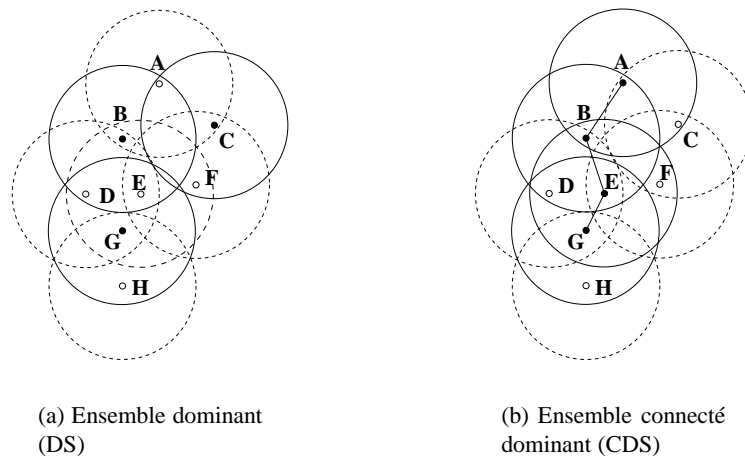 A
A
B
B
C
C
D
E
F
D
E
F
G
G
H
H
(a) Ensemble dominant
(DS)
(b) Ensemble connecté
dominant (CDS)